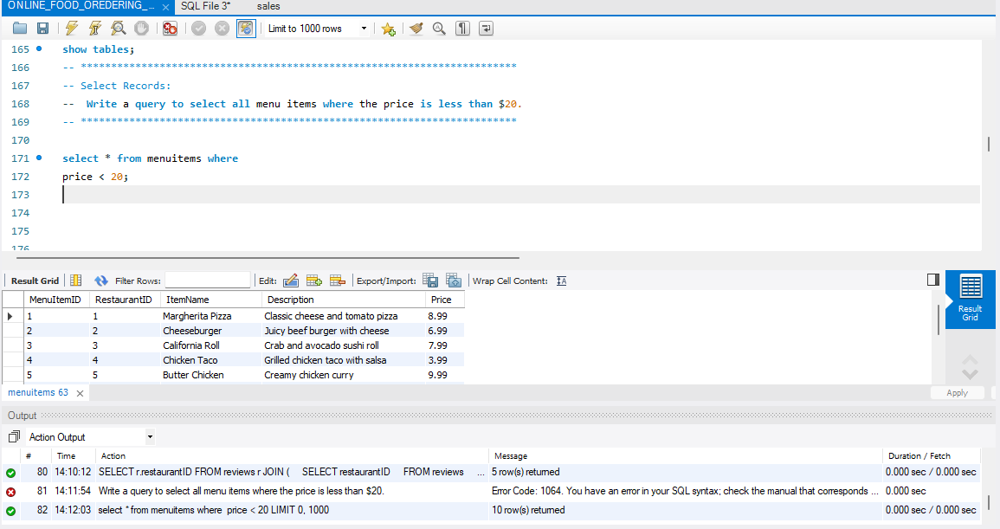 ONLINE_FOOD_OREDERING_... SQL File 3* sales
Limit to 1000 rows
165 show tables;
166 -- ************************************************************************
167 -- Select Records:
168 -- Write a query to select all menu items where the price is less than $20.
169 -- ************************************************************************
170
171 select * from menuitems where
172 price < 20;
173
174
175
176
Result Grid Filter Rows: Edit: Export/Import: Wrap Cell Content:
MenuItemID RestaurantID ItemName Description Price
1 1 Margherita Pizza Classic cheese and tomato pizza 8.99
2 2 Cheeseburger Juicy beef burger with cheese 6.99
3 3 California Roll Crab and avocado sushi roll 7.99
4 4 Chicken Taco Grilled chicken taco with salsa 3.99
5 5 Butter Chicken Creamy chicken curry 9.99
Result
Grid
menuitems 63
Apply
Output
Action Output
# Time Action Message Duration / Fetch
80 14:10:12 SELECT r.restaurantID FROM reviews r JOIN ( SELECT restaurantID FROM reviews ... 5 row(s) returned 0.000 sec / 0.000 sec
81 14:11:54 Write a query to select all menu items where the price is less than $20. Error Code: 1064. You have an error in your SQL syntax; check the manual that corresponds ... 0.000 sec
82 14:12:03 select * from menuitems where price < 20 LIMIT 0, 1000 10 row(s) returned 0.000 sec / 0.000 sec